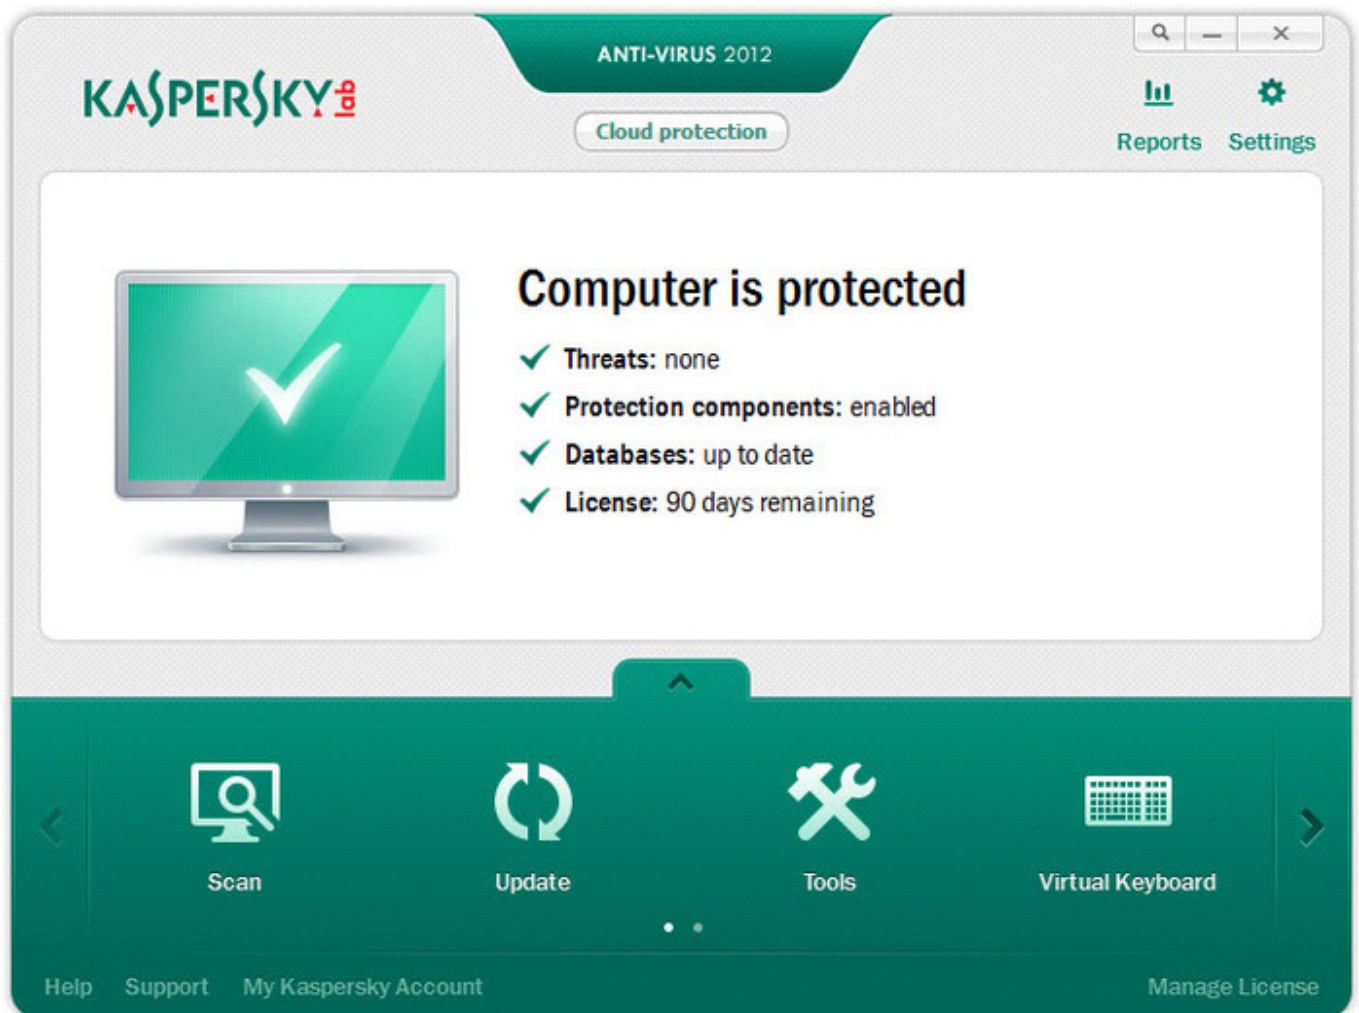 ANTI-VIRUS 2012
KASPERSKY lab
Cloud protection
Reports
Settings
Computer is protected
Threats: none
Protection components: enabled
Databases: up to date
License: 90 days remaining
Scan
Update
Tools
Virtual Keyboard
Help
Support
My Kaspersky Account
Manage License